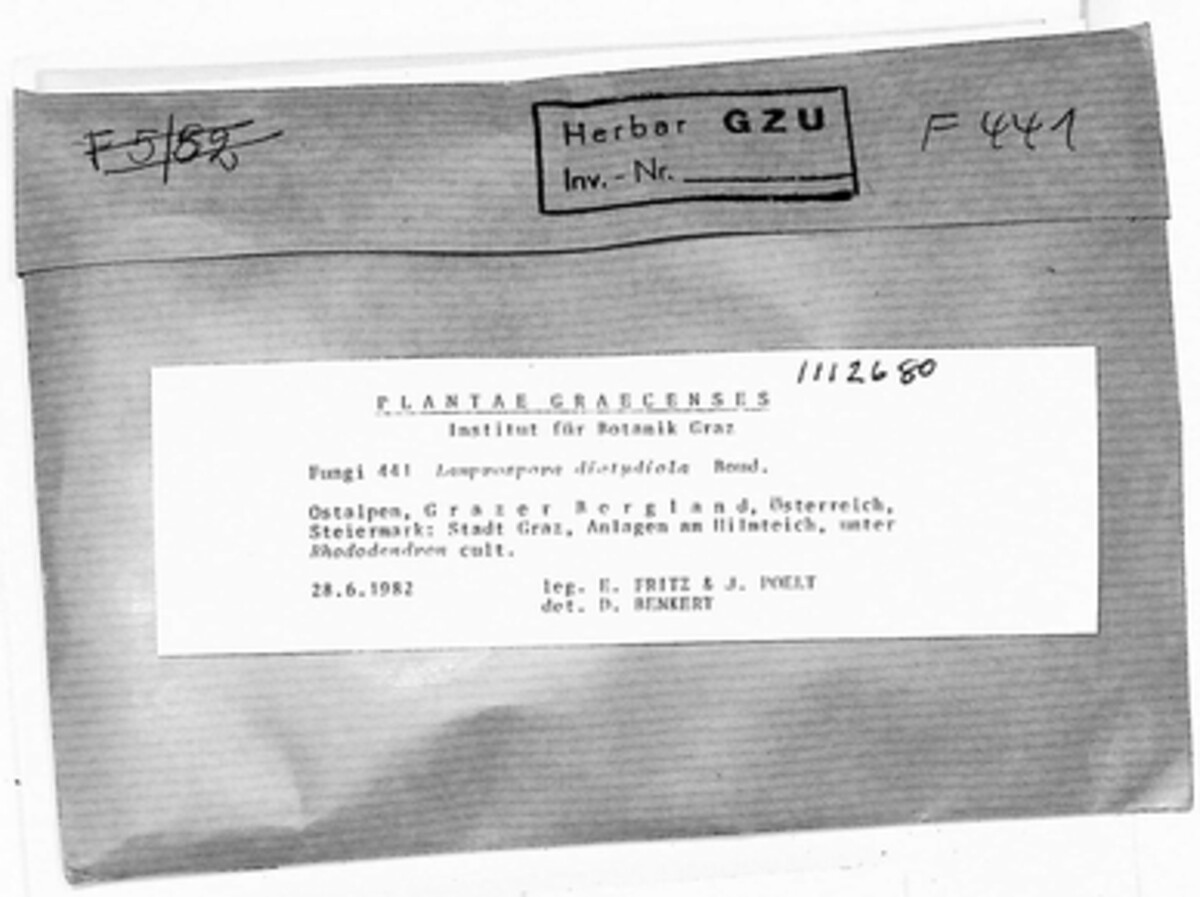 F 5/82
Herbar GZU
Inv.-Nr.
F 441
1112680
PLANTAE GRAECENSES
Institut für Botanik Graz
Fungi 441 Lamprospora dictydiola Boud.
Ostalpen, Grazer Bergland, Österreich,
Steiermark: Stadt Graz, Anlagen am Hilmteich, unter
Rhododendron cult.
28.6.1982 leg. E. FRITZ & J. POELT
det. D. BENKERT